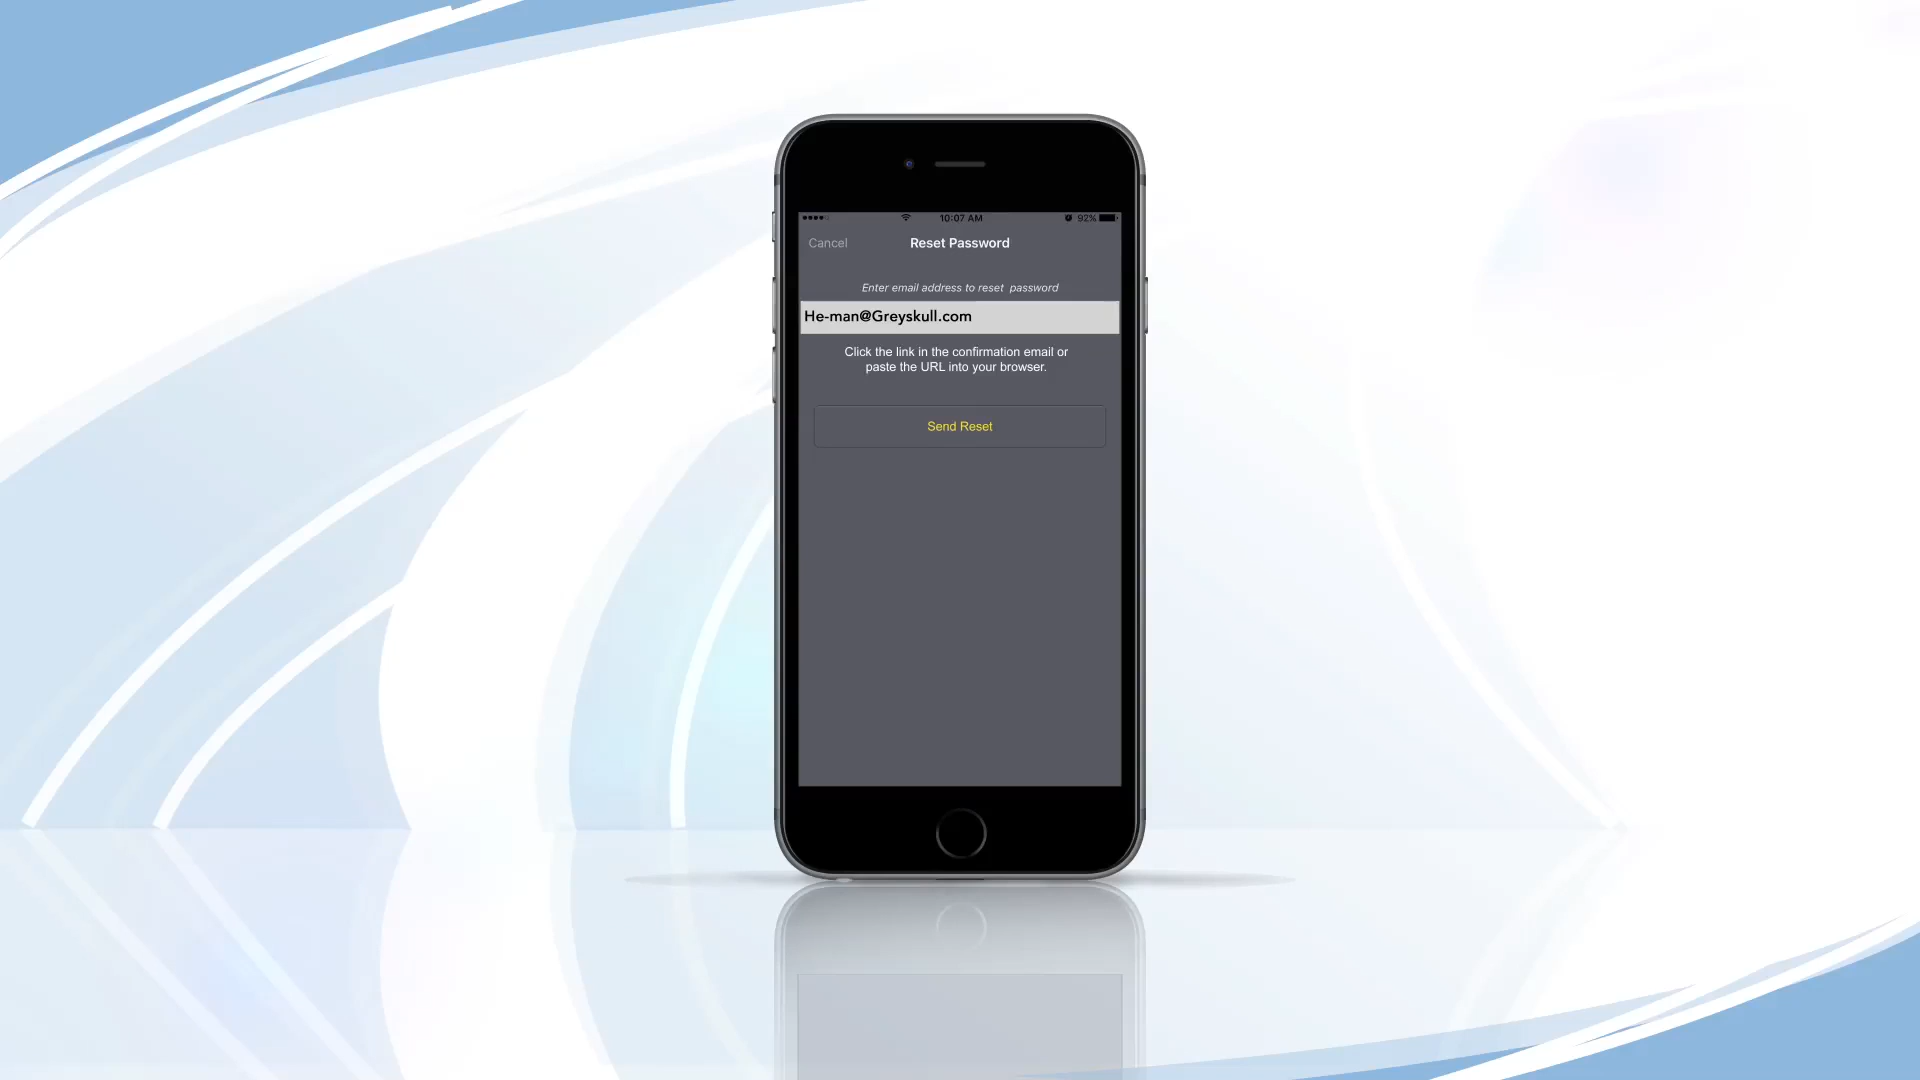 10:07 AM 92%
Cancel Reset Password
Enter email address to reset password
He-man@Greyskull.com
Click the link in the confirmation email or
paste the URL into your browser.
Send Reset